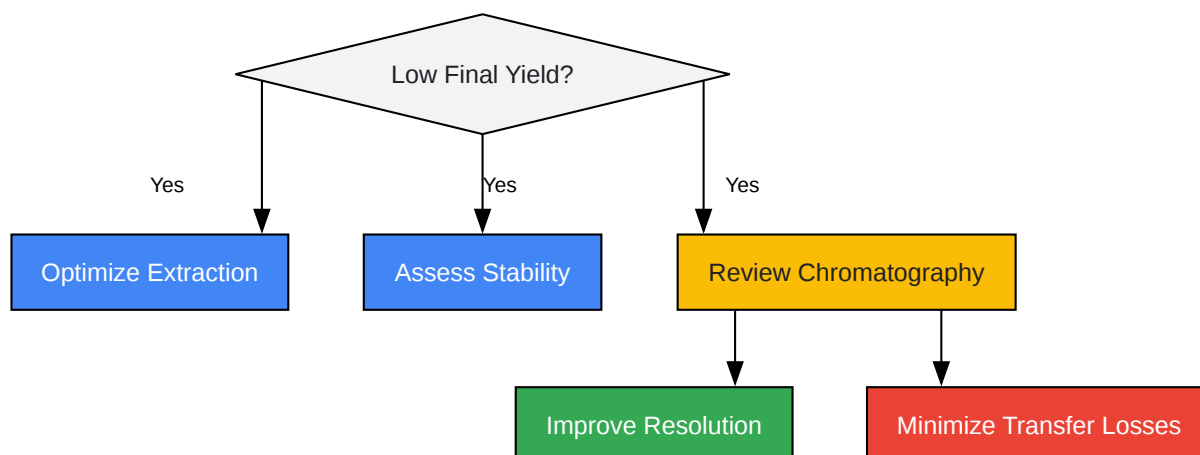 Low Final Yield?
Yes
Yes
Yes
Optimize Extraction
Assess Stability
Review Chromatography
Improve Resolution
Minimize Transfer Losses